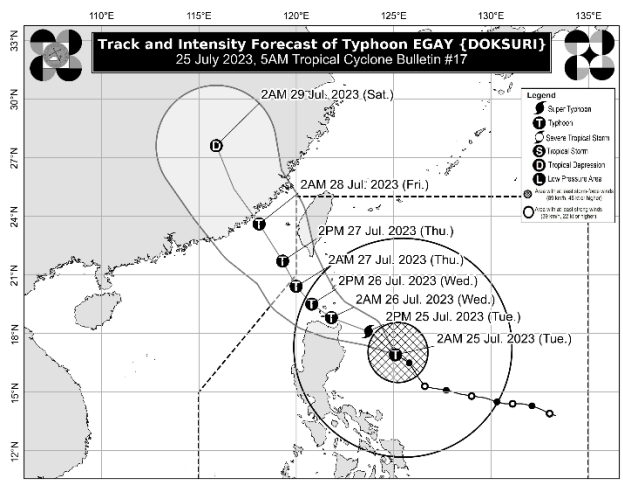 110°E 115°E 120°E 125°E 130°E 135°E
Track and Intensity Forecast of Typhoon EGAY {DOKSURI}
25 July 2023, 5AM Tropical Cyclone Bulletin #17
33°N
30°N
27°N
24°N
21°N
18°N
15°N
12°N
2AM 29 Jul. 2023 (Sat.)
D
2AM 28 Jul. 2023 (Fri.)
T
2PM 27 Jul. 2023 (Thu.)
T
2AM 27 Jul. 2023 (Thu.)
T
2PM 26 Jul. 2023 (Wed.)
T
2AM 26 Jul. 2023 (Wed.)
T
2PM 25 Jul. 2023 (Tue.)
2AM 25 Jul. 2023 (Tue.)
T
Legend
Super Typhoon
T Typhoon
Severe Tropical Storm
S Tropical Storm
D Tropical Depression
L Low Pressure Area